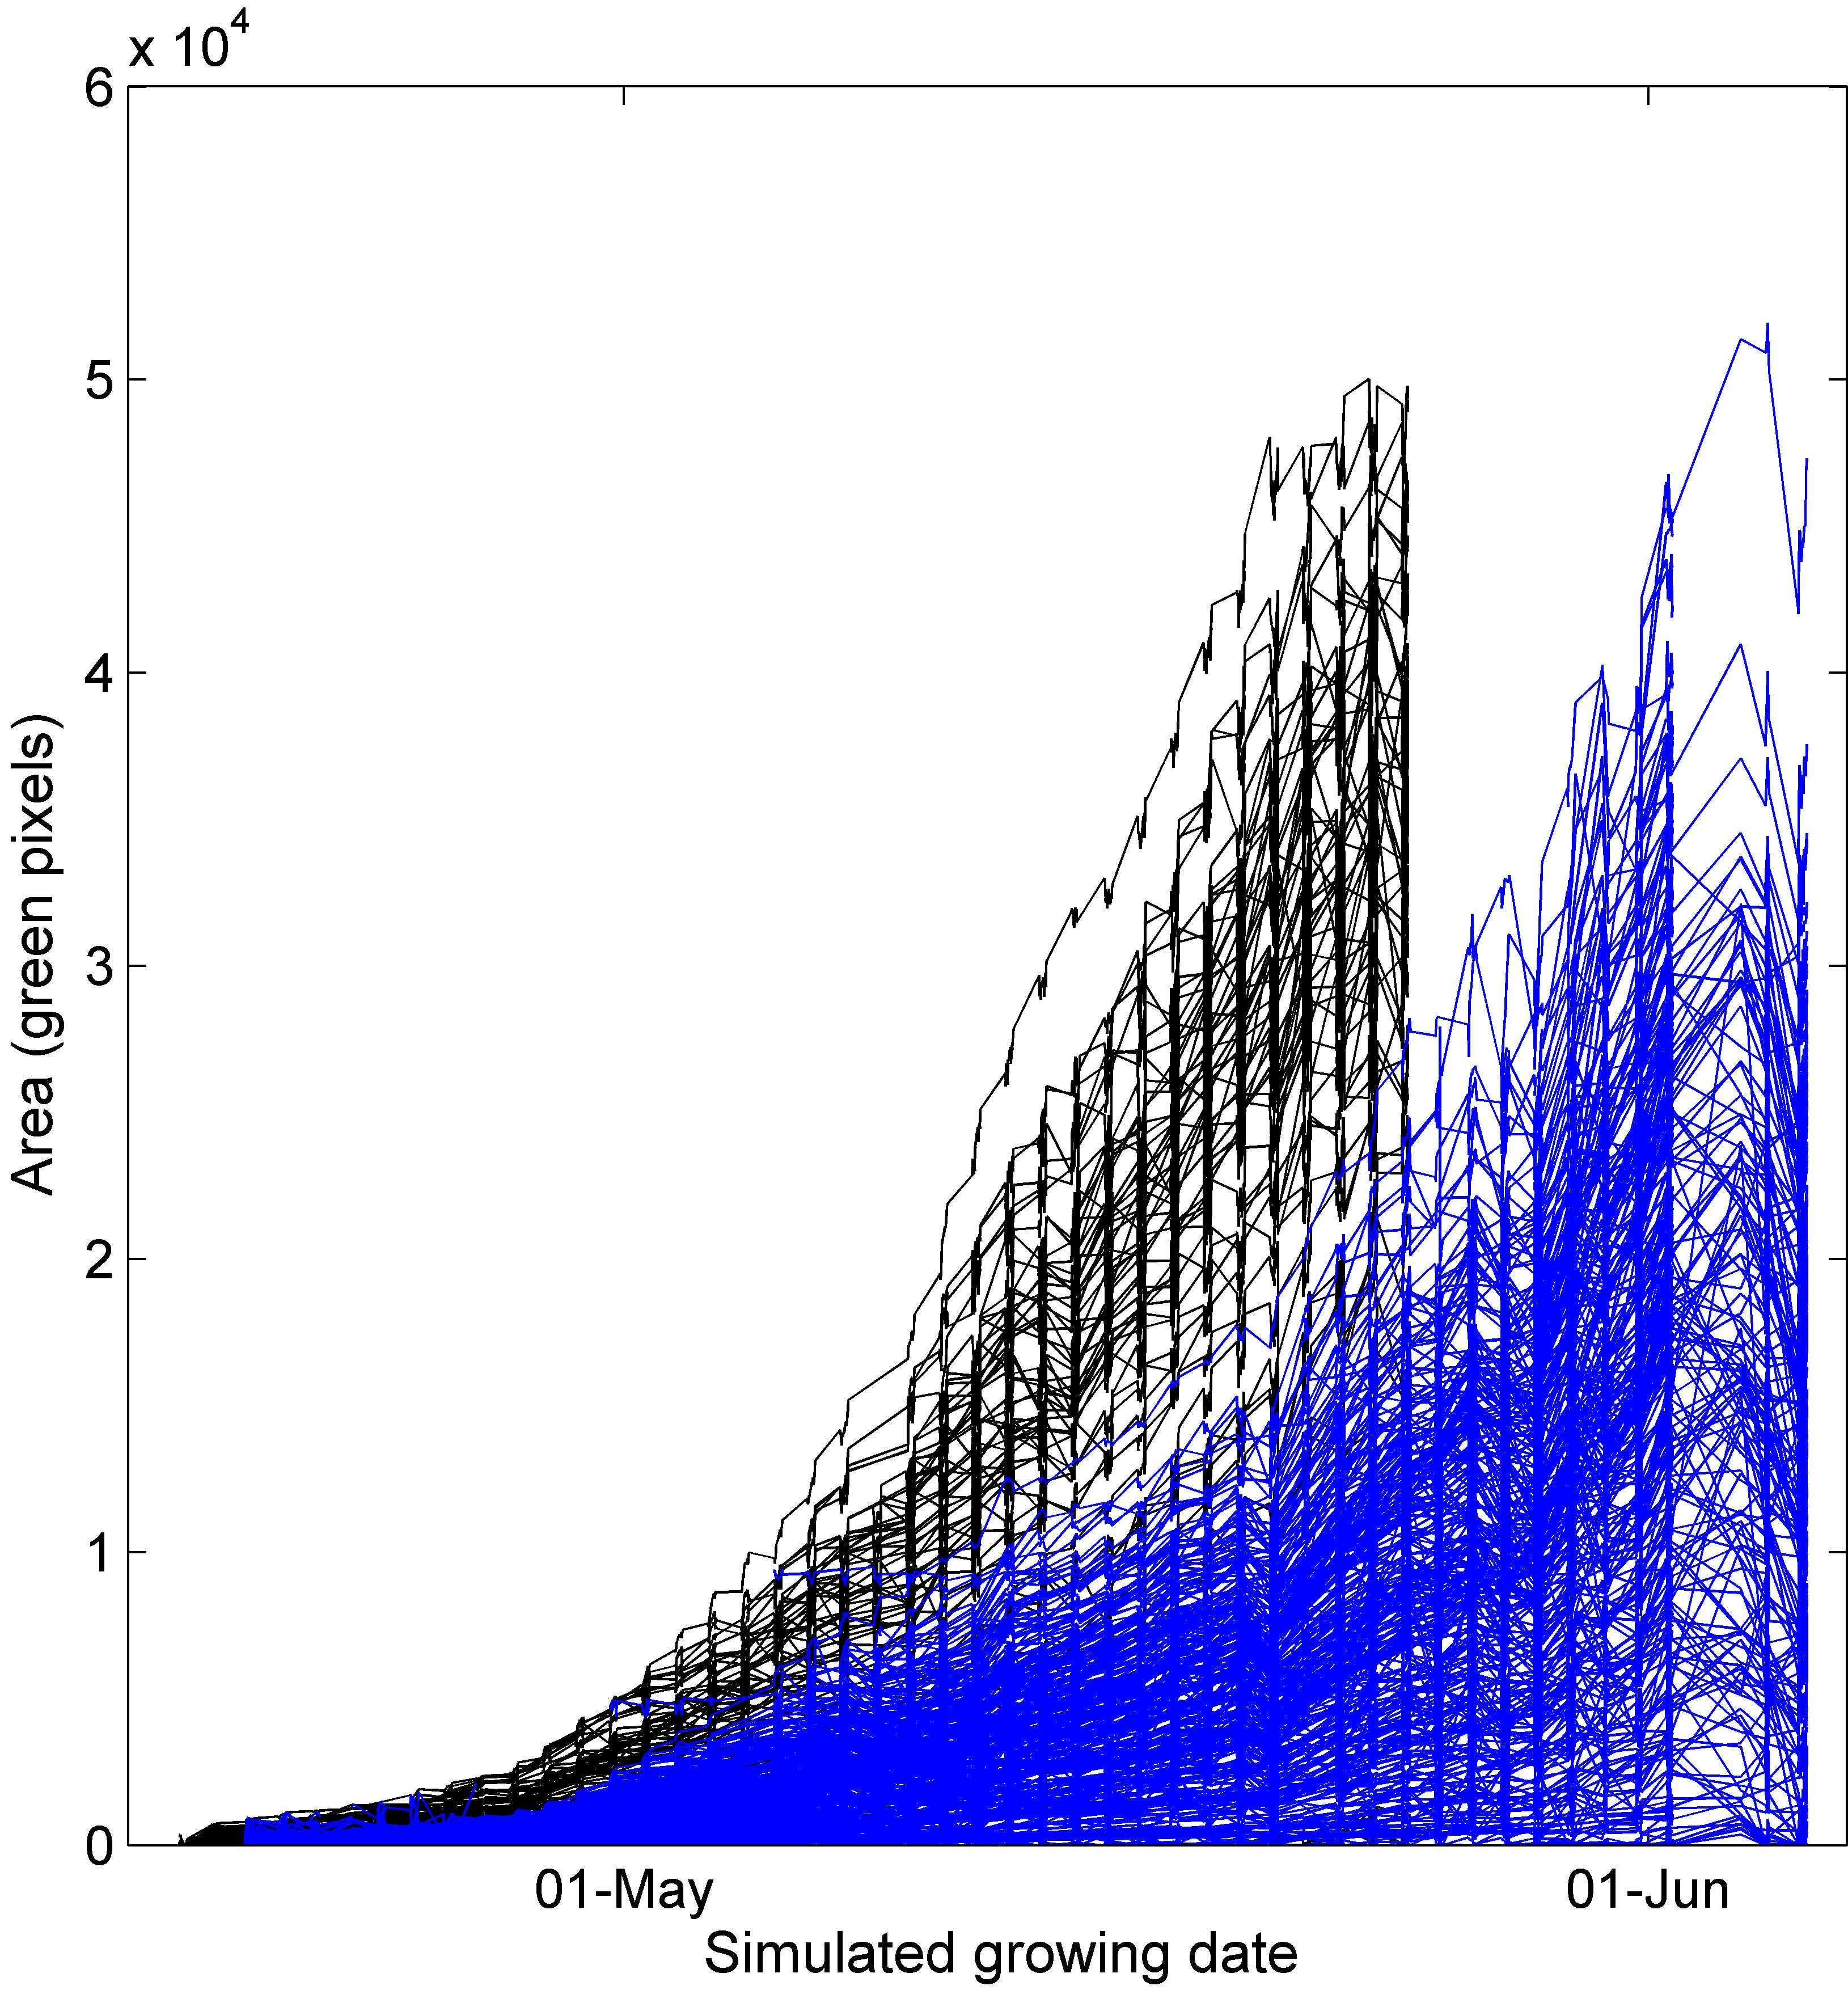 x 10^4
6
5
4
3
2
1
0
Area (green pixels)
01-May
01-Jun
Simulated growing date